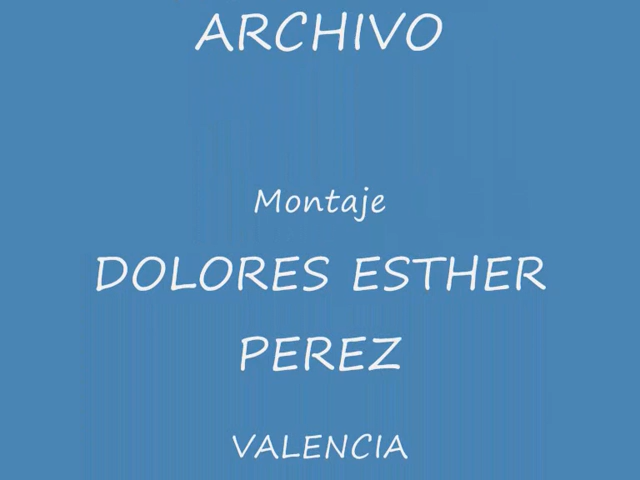 ARCHIVO
Montaje
DOLORES ESTHER
PEREZ
VALENCIA